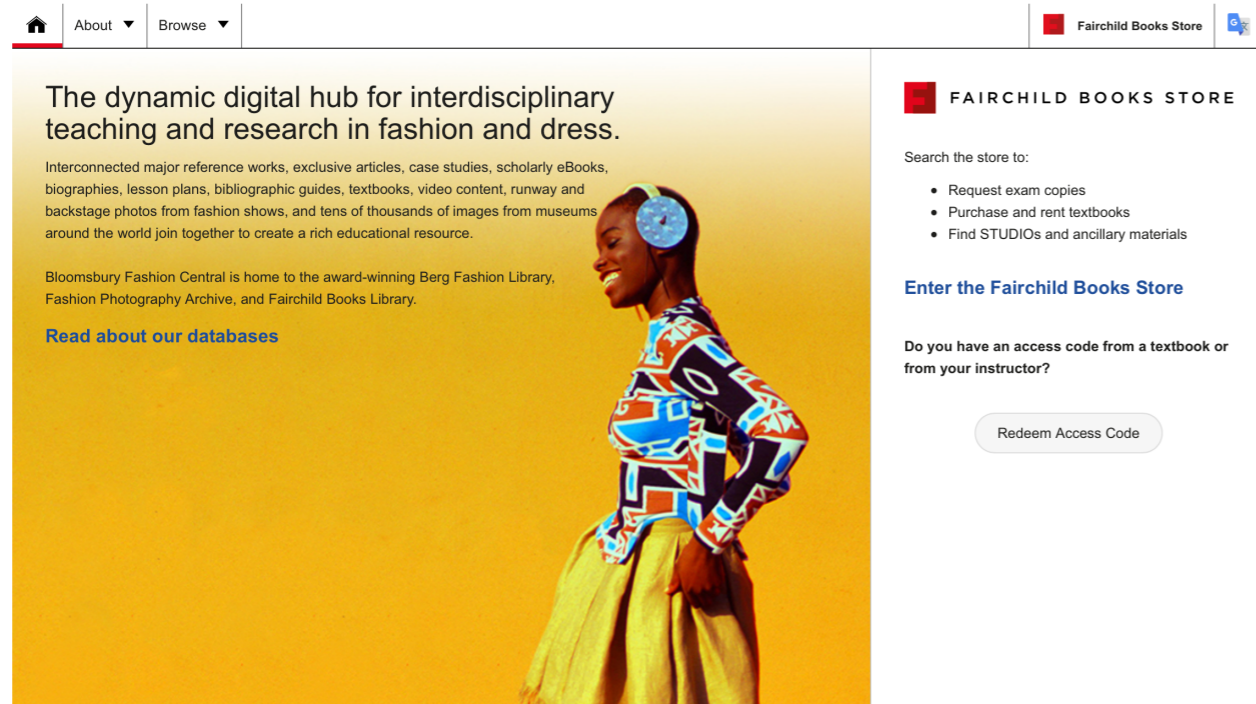 About
Browse
Fairchild Books Store
The dynamic digital hub for interdisciplinary
teaching and research in fashion and dress.
Interconnected major reference works, exclusive articles, case studies, scholarly eBooks,
biographies, lesson plans, bibliographic guides, textbooks, video content, runway and
backstage photos from fashion shows, and tens of thousands of images from museums
around the world join together to create a rich educational resource.
Bloomsbury Fashion Central is home to the award-winning Berg Fashion Library,
Fashion Photography Archive, and Fairchild Books Library.
Read about our databases
FAIRCHILD BOOKS STORE
Search the store to:
Request exam copies
Purchase and rent textbooks
Find STUDIOs and ancillary materials
Enter the Fairchild Books Store
Do you have an access code from a textbook or
from your instructor?
Redeem Access Code